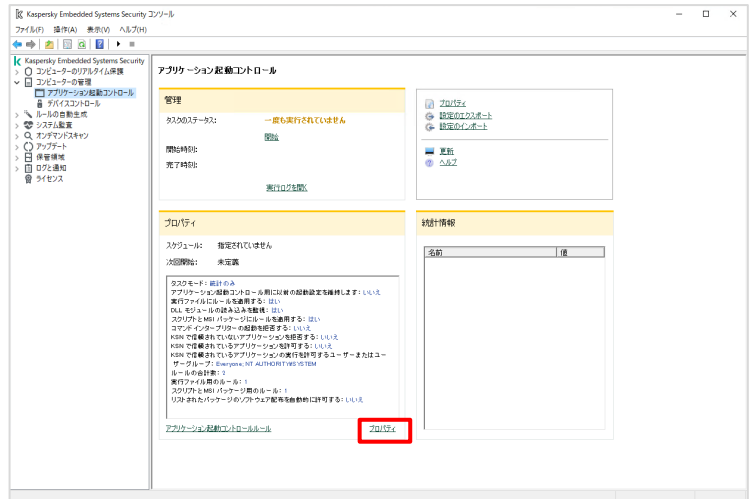 Kaspersky Embedded Systems Security コンソール
ファイル(F) 操作(A) 表示(V) ヘルプ(H)
Kaspersky Embedded Systems Security
コンピューターのリアルタイム保護
コンピューターの管理
アプリケーション起動コントロール
デバイスコントロール
ルールの自動生成
システム監査
オンデマンドスキャン
アップデート
保管領域
ログと通知
ライセンス
アプリケーション起動コントロール
管理
タスクのステータス: 一度も実行されていません
開始
開始時刻:
完了時刻:
実行ログを開く
プロパティ
設定のエクスポート
設定のインポート
更新
ヘルプ
プロパティ
スケジュール: 指定されていません
次回開始: 未定義
タスクモード: 統計のみ
アプリケーション起動コントロール用に以前の起動設定を維持します: いいえ
実行ファイルにルールを適用する: はい
DLL モジュールの読み込みを監視: はい
スクリプトと MSI パッケージにルールを適用する: はい
コマンドインタープリターの起動を拒否する: いいえ
KSN で信頼されていないアプリケーションを拒否する: いいえ
KSN で信頼されているアプリケーションを許可する: いいえ
KSN で信頼されているアプリケーションの実行を許可するユーザーまたはユー
ザーグループ: Everyone; NT AUTHORITY¥SYSTEM
ルールの合計数: 2
実行ファイル用のルール: 1
スクリプトと MSI パッケージ用のルール: 1
リストされたパッケージのソフトウェア配布を自動的に許可する: いいえ
アプリケーション起動コントロールルール
プロパティ
統計情報
名前 値